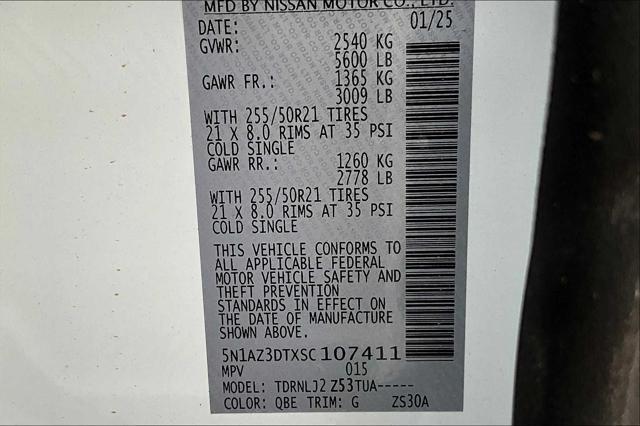 MFD BY NISSAN MOTOR CO., LTD.
DATE: 01/25
GVWR: 2540 KG
5600 LB
GAWR FR.: 1365 KG
3009 LB
WITH 255/50R21 TIRES
21 X 8.0 RIMS AT 35 PSI
COLD SINGLE
GAWR RR.: 1260 KG
2778 LB
WITH 255/50R21 TIRES
21 X 8.0 RIMS AT 35 PSI
COLD SINGLE
THIS VEHICLE CONFORMS TO
ALL APPLICABLE FEDERAL
MOTOR VEHICLE SAFETY AND
THEFT PREVENTION
STANDARDS IN EFFECT ON
THE DATE OF MANUFACTURE
SHOWN ABOVE.
5N1AZ3DTXSC107411
MPV 015
MODEL: TDRNLJ2 Z53TUA-----
COLOR: QBE TRIM: G ZS30A